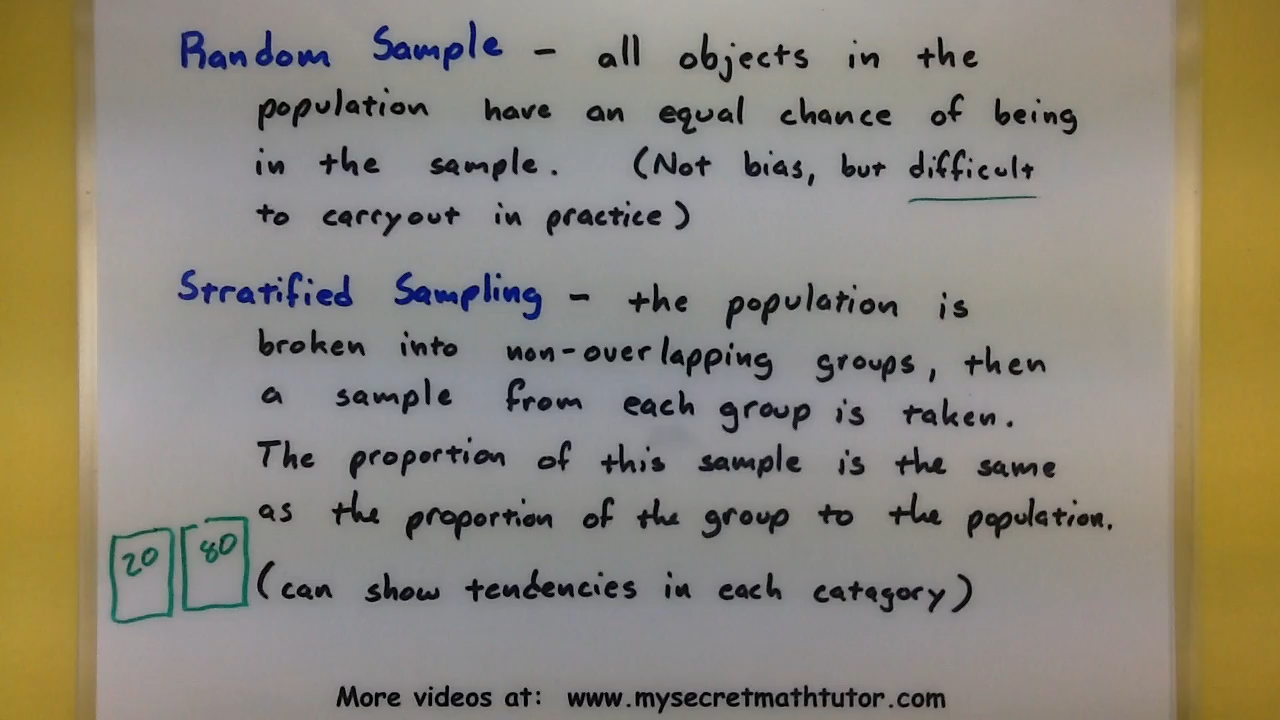 Random Sample - all objects in the
population have an equal chance of being
in the sample. (Not bias, but difficult
to carryout in practice)
Stratified Sampling - the population is
broken into non-overlapping groups, then
a sample from each group is taken.
The proportion of this sample is the same
as the proportion of the group to the population.
20 80
(can show tendencies in each catagory)
More videos at: www.mysecretmathtutor.com